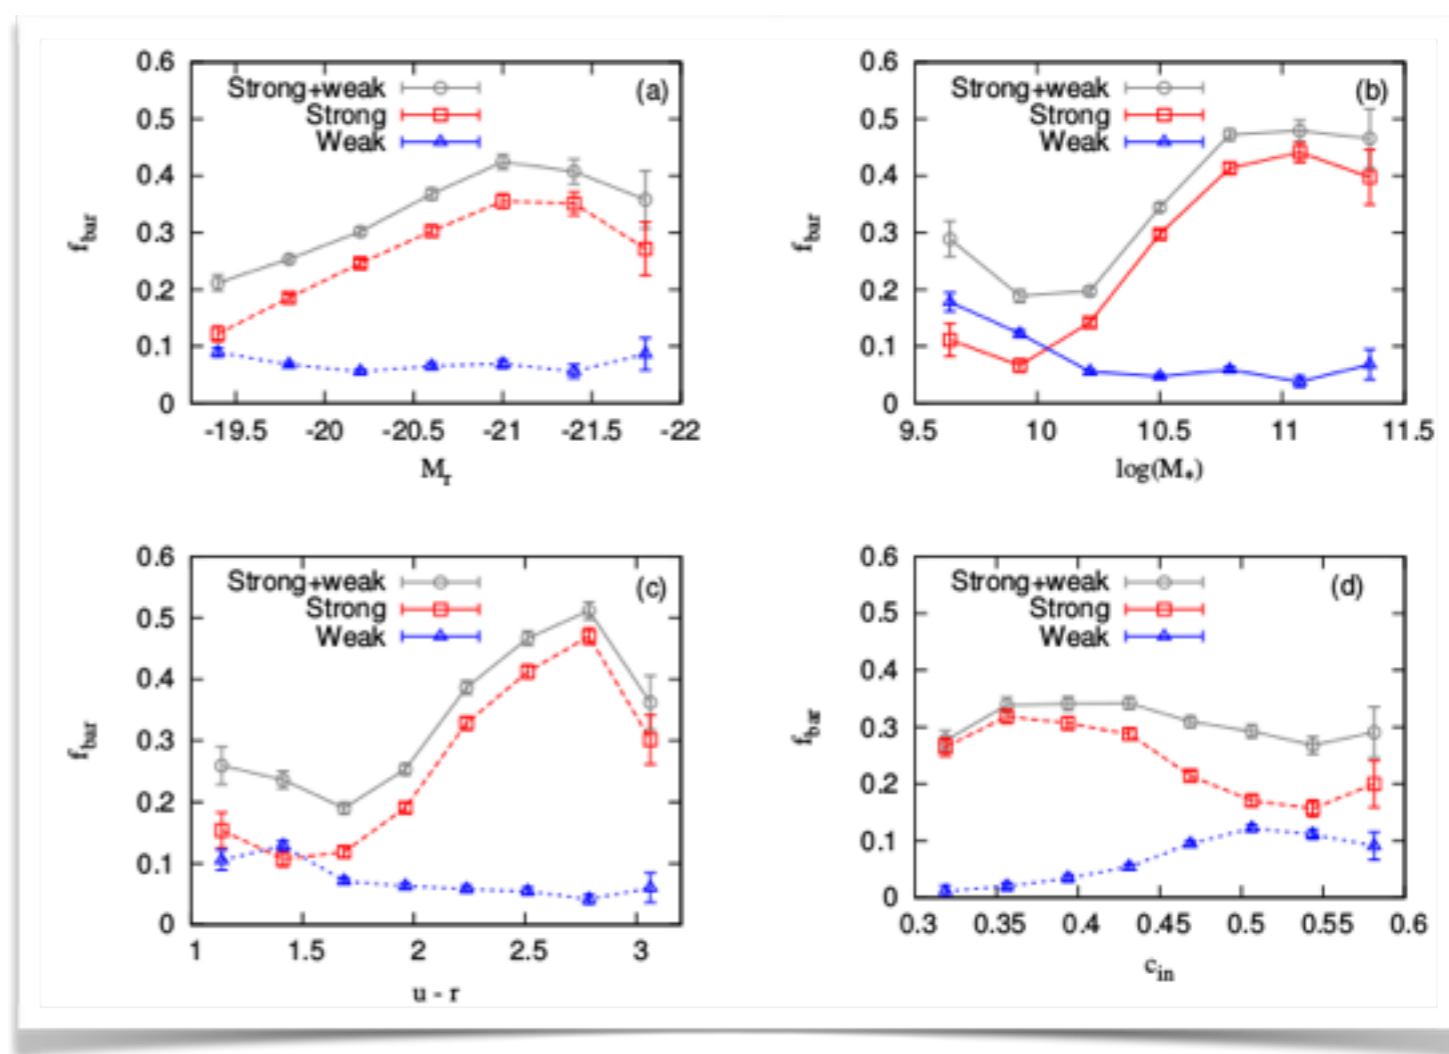 0.6
0.5
0.4
0.3
0.2
0.1
0
f_bar
Strong+weak
Strong
Weak
(a)
-19.5 -20 -20.5 -21 -21.5 -22
M_r
0.6
0.5
0.4
0.3
0.2
0.1
0
f_bar
Strong+weak
Strong
Weak
(b)
9.5 10 10.5 11 11.5
log(M_*)
0.6
0.5
0.4
0.3
0.2
0.1
0
f_bar
Strong+weak
Strong
Weak
(c)
1 1.5 2 2.5 3
u - r
0.6
0.5
0.4
0.3
0.2
0.1
0
f_bar
Strong+weak
Strong
Weak
(d)
0.3 0.35 0.4 0.45 0.5 0.55 0.6
c_in